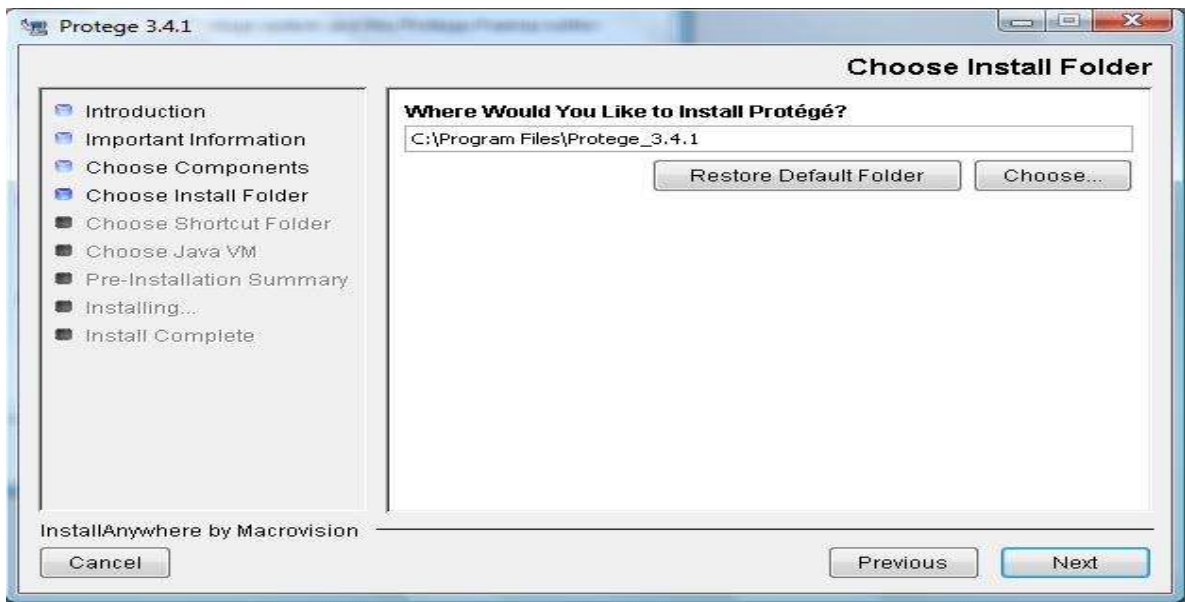 Protege 3.4.1
Choose Install Folder
Introduction
Important Information
Choose Components
Choose Install Folder
Choose Shortcut Folder
Choose Java VM
Pre-Installation Summary
Installing...
Install Complete
Where Would You Like to Install Protégé?
C:\Program Files\Protege_3.4.1
Restore Default Folder
Choose...
InstallAnywhere by Macrovision
Cancel
Previous
Next